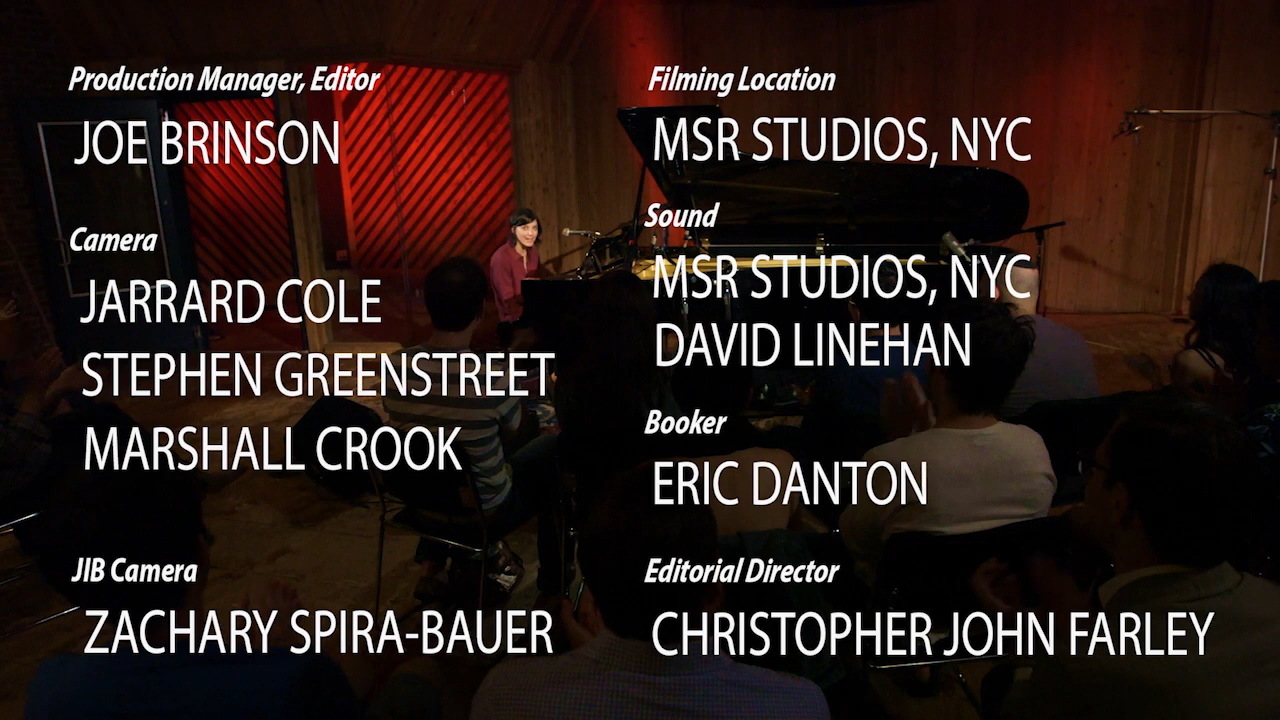 Production Manager, Editor
JOE BRINSON
Camera
JARRARD COLE
STEPHEN GREENSTREET
MARSHALL CROOK
JIB Camera
ZACHARY SPIRA-BAUER
Filming Location
MSR STUDIOS, NYC
Sound
MSR STUDIOS, NYC
DAVID LINEHAN
Booker
ERIC DANTON
Editorial Director
CHRISTOPHER JOHN FARLEY